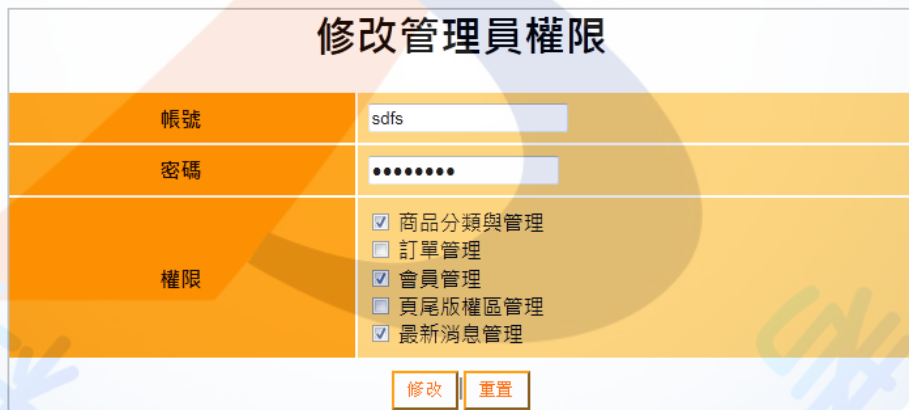 修改管理員權限
帳號
sdfs
密碼
••••••••
權限
商品分類與管理
訂單管理
會員管理
頁尾版權區管理
最新消息管理
修改 | 重置